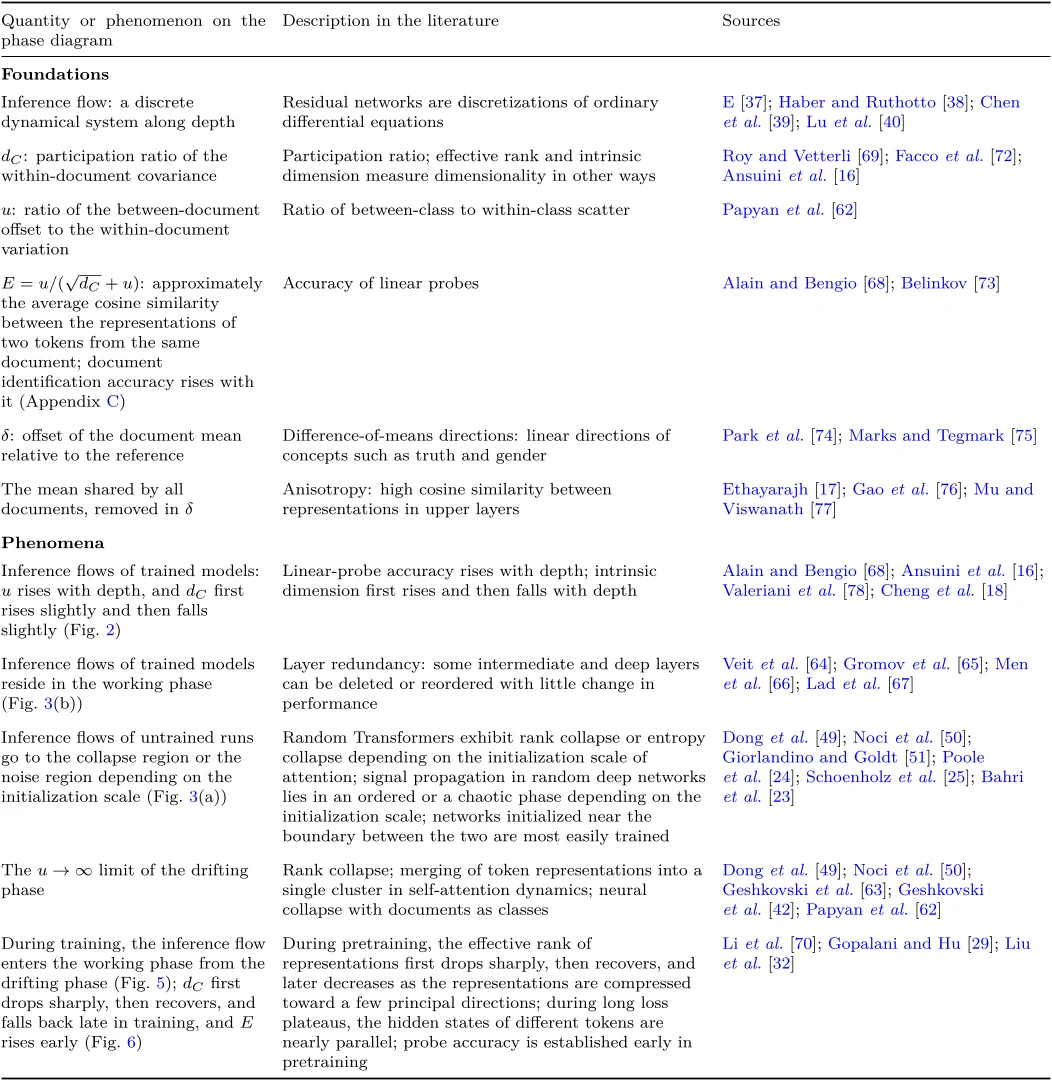 Quantity or phenomenon on the phase diagram | Description in the literature | Sources
Foundations
Inference flow: a discrete dynamical system along depth | Residual networks are discretizations of ordinary differential equations | E [37]; Haber and Ruthotto [38]; Chen et al. [39]; Lu et al. [40]
d_C: participation ratio of the within-document covariance | Participation ratio; effective rank and intrinsic dimension measure dimensionality in other ways | Roy and Vetterli [69]; Facco et al. [72]; Ansuini et al. [16]
u: ratio of the between-document offset to the within-document variation | Ratio of between-class to within-class scatter | Papyan et al. [62]
E = u/(√d_C + u): approximately the average cosine similarity between the representations of two tokens from the same document; document identification accuracy rises with it (Appendix C) | Accuracy of linear probes | Alain and Bengio [68]; Belinkov [73]
δ: offset of the document mean relative to the reference | Difference-of-means directions: linear directions of concepts such as truth and gender | Park et al. [74]; Marks and Tegmark [75]
The mean shared by all documents, removed in δ | Anisotropy: high cosine similarity between representations in upper layers | Ethayarajh [17]; Gao et al. [76]; Mu and Viswanath [77]
Phenomena
Inference flows of trained models: u rises with depth, and d_C first rises slightly and then falls slightly (Fig. 2) | Linear-probe accuracy rises with depth; intrinsic dimension first rises and then falls with depth | Alain and Bengio [68]; Ansuini et al. [16]; Valeriani et al. [78]; Cheng et al. [18]
Inference flows of trained models reside in the working phase (Fig. 3(b)) | Layer redundancy: some intermediate and deep layers can be deleted or reordered with little change in performance | Veit et al. [64]; Gromov et al. [65]; Men et al. [66]; Lad et al. [67]
Inference flows of untrained runs go to the collapse region or the noise region depending on the initialization scale (Fig. 3(a)) | Random Transformers exhibit rank collapse or entropy collapse depending on the initialization scale of attention; signal propagation in random deep networks lies in an ordered or a chaotic phase depending on the initialization scale; networks initialized near the boundary between the two are most easily trained | Dong et al. [49]; Noci et al. [50]; Giorlandino and Goldt [51]; Poole et al. [24]; Schoenholz et al. [25]; Bahri et al. [23]
The u → ∞ limit of the drifting phase | Rank collapse; merging of token representations into a single cluster in self-attention dynamics; neural collapse with documents as classes | Dong et al. [49]; Noci et al. [50]; Geshkovski et al. [63]; Geshkovski et al. [42]; Papyan et al. [62]
During training, the inference flow enters the working phase from the drifting phase (Fig. 5); d_C first drops sharply, then recovers, and falls back late in training, and E rises early (Fig. 6) | During pretraining, the effective rank of representations first drops sharply, then recovers, and later decreases as the representations are compressed toward a few principal directions; during long loss plateaus, the hidden states of different tokens are nearly parallel; probe accuracy is established early in pretraining | Li et al. [70]; Gopalani and Hu [29]; Liu et al. [32]